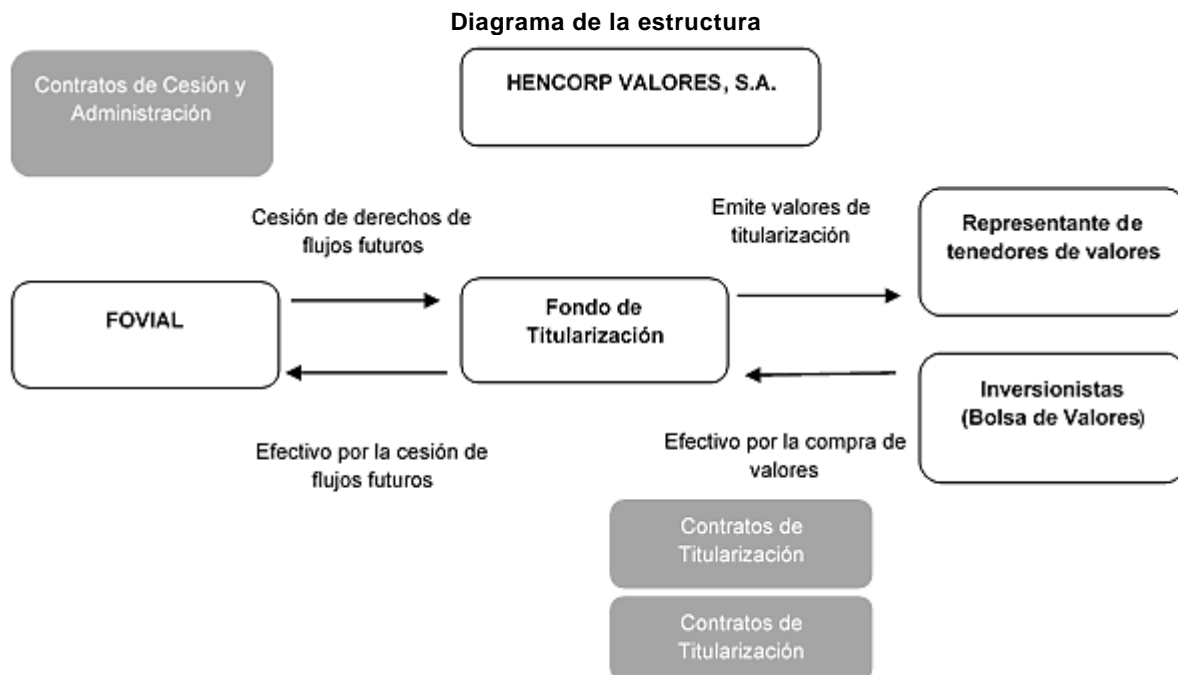 Diagrama de la estructura
Contratos de Cesión y
Administración
HENCORP VALORES, S.A.
Cesión de derechos de
flujos futuros
Emite valores de
titularización
Representante de
tenedores de valores
FOVIAL
Fondo de
Titularización
Inversionistas
(Bolsa de Valores)
Efectivo por la cesión de
flujos futuros
Efectivo por la compra de
valores
Contratos de
Titularización
Contratos de
Titularización